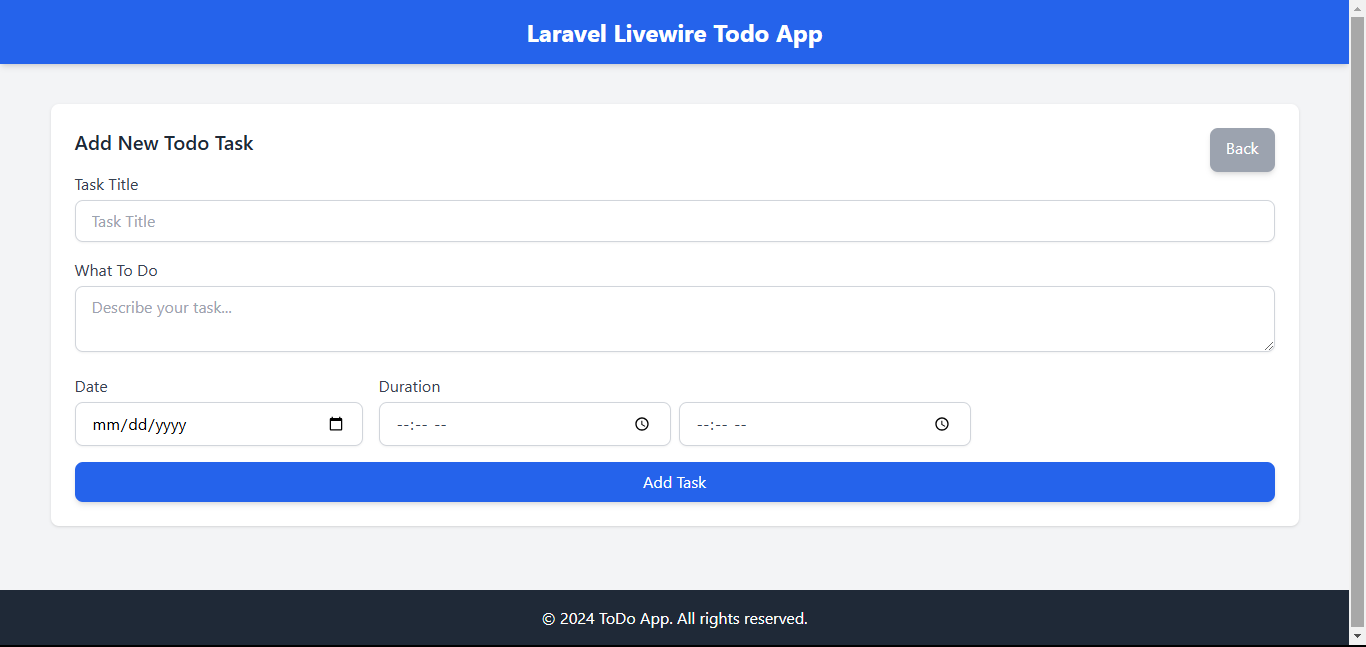 Laravel Livewire Todo App
Add New Todo Task
Back
Task Title
Task Title
What To Do
Describe your task...
Date
Duration
mm/dd/yyyy
--:-- --
--:-- --
Add Task
© 2024 ToDo App. All rights reserved.